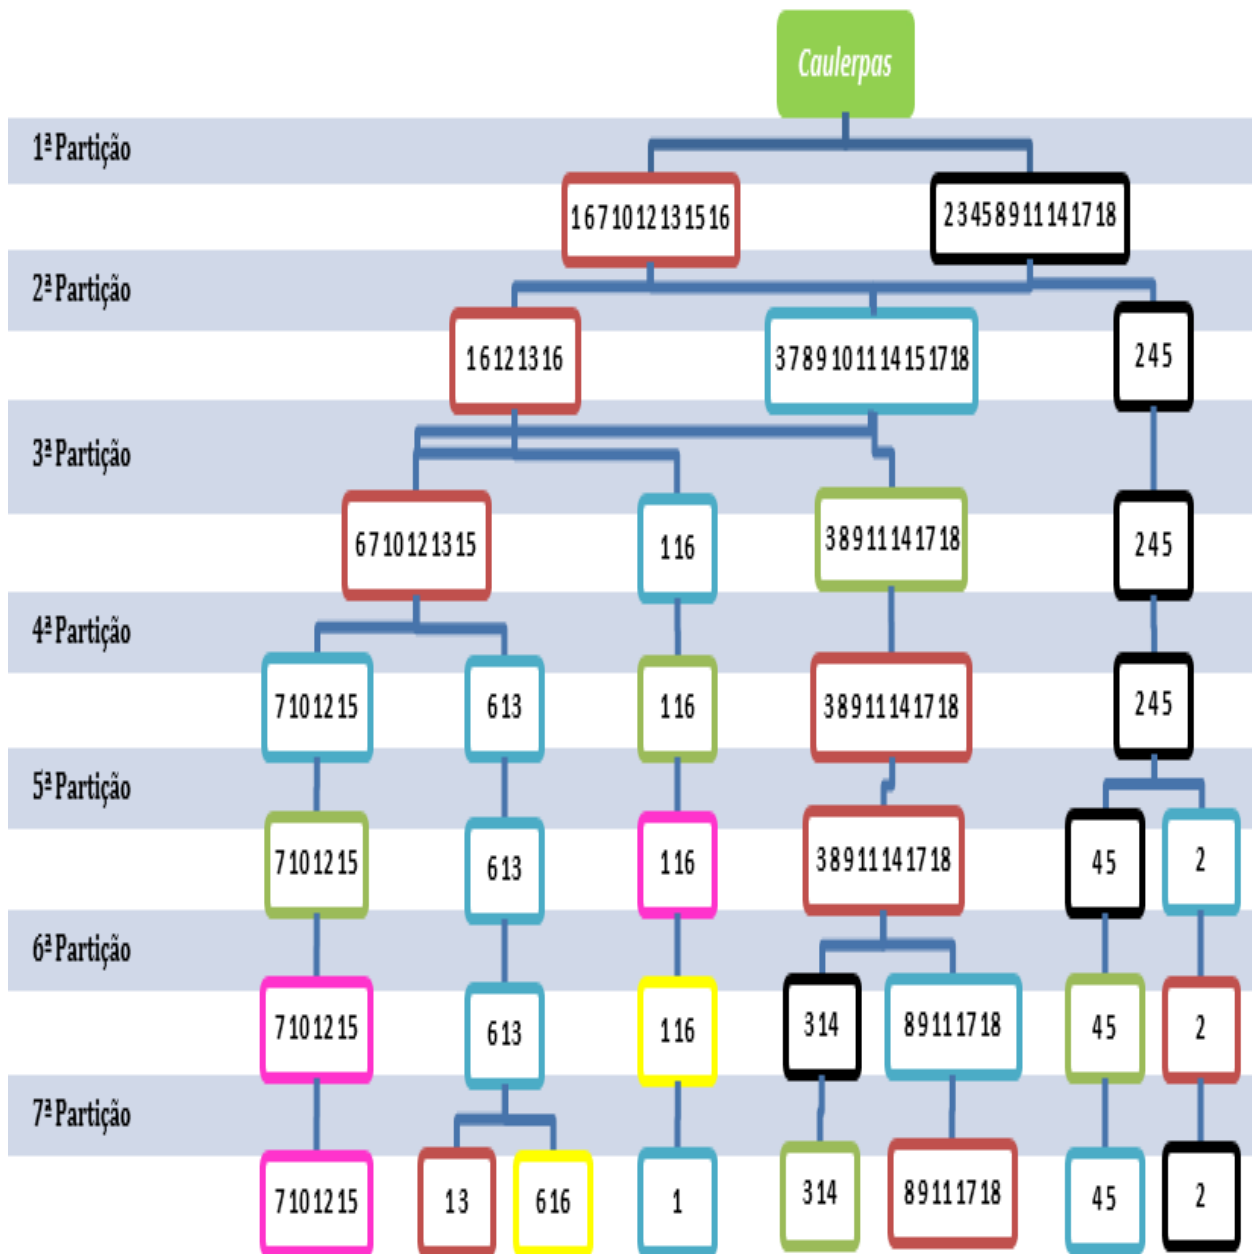 Caulerpas
1ª Partição
1 6 7 10 12 13 15 16
2 3 4 5 8 9 11 14 17 18
2ª Partição
1 6 12 13 16
3 7 8 9 10 11 14 15 17 18
2 4 5
3ª Partição
6 7 10 12 13 15
1 16
3 8 9 11 14 17 18
2 4 5
4ª Partição
7 10 12 15
6 13
1 16
3 8 9 11 14 17 18
2 4 5
5ª Partição
7 10 12 15
6 13
1 16
3 8 9 11 14 17 18
4 5
2
6ª Partição
7 10 12 15
6 13
1 16
3 14
8 9 11 17 18
4 5
2
7ª Partição
7 10 12 15
1 3
6 16
1
3 14
8 9 11 17 18
4 5
2